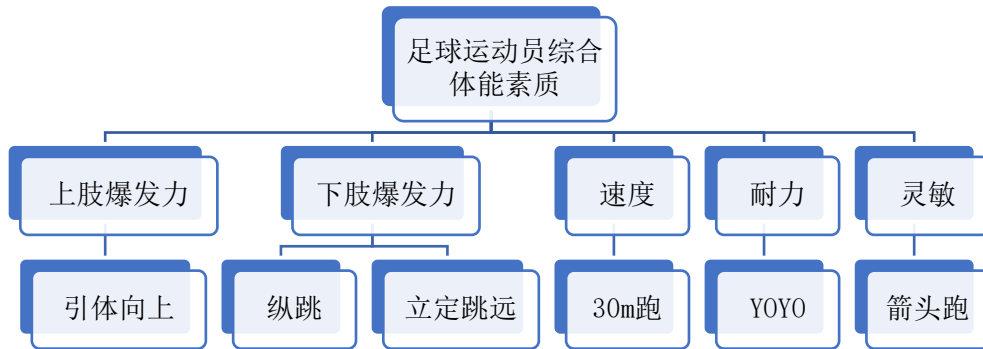 足球运动员综合
体能素质
上肢爆发力
下肢爆发力
速度
耐力
灵敏
引体向上
纵跳
立定跳远
30m跑
YOYO
箭头跑